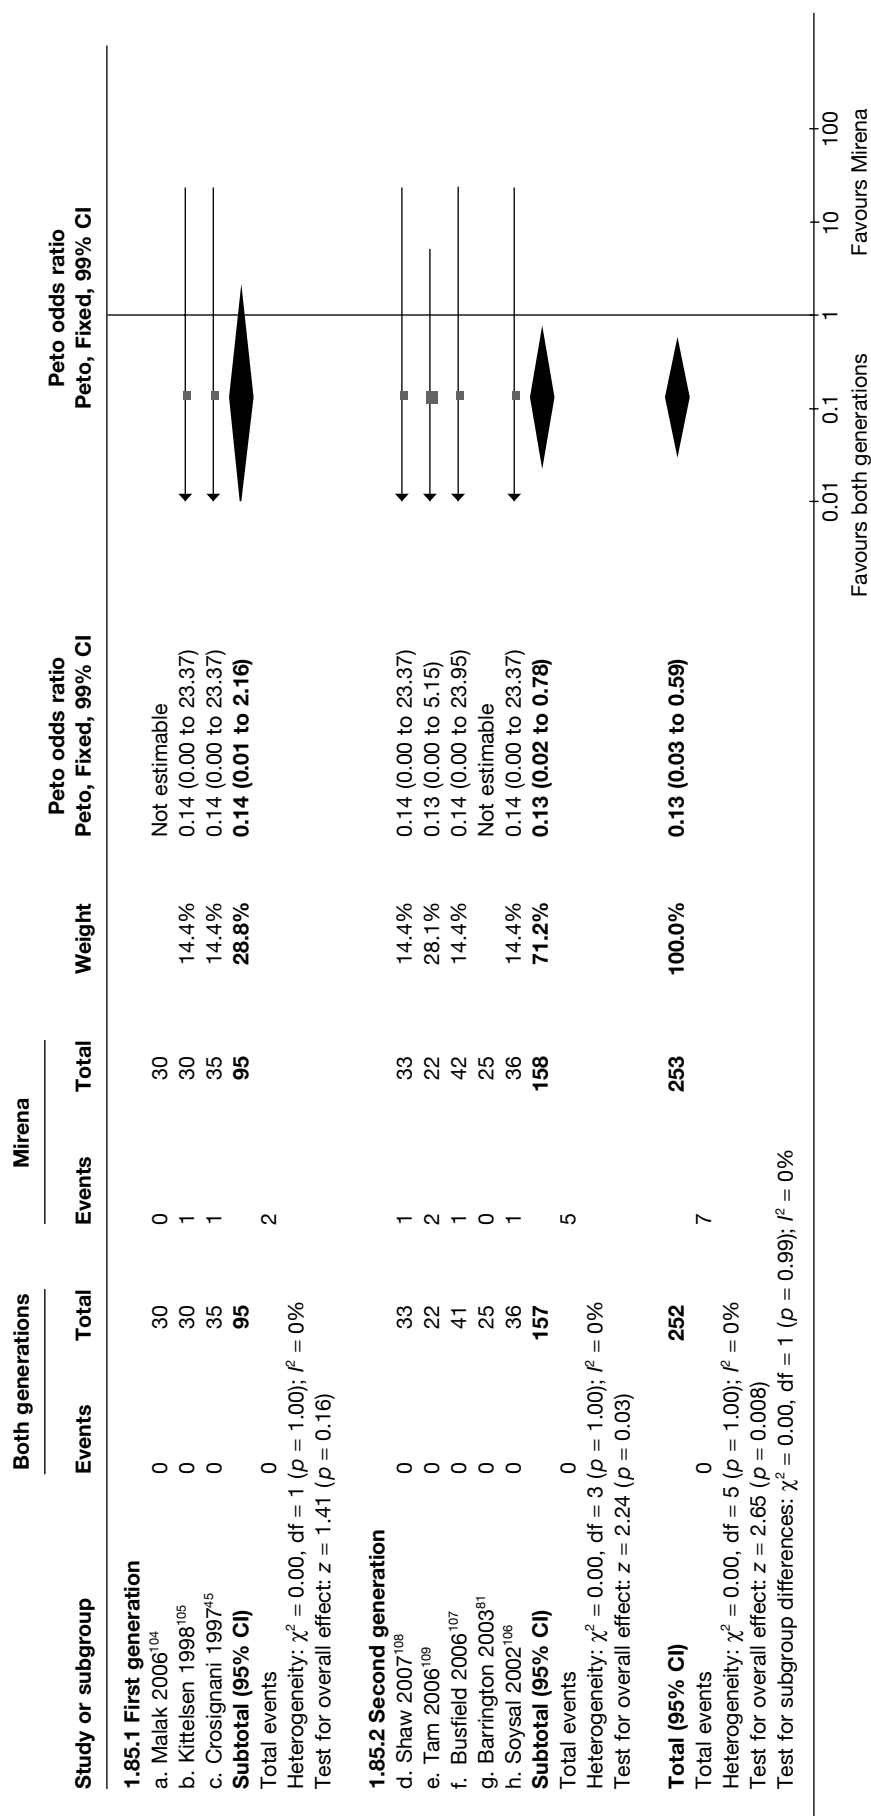 Both generations Mirena Peto odds ratio Peto odds ratio
Study or subgroup Events Total Events Total Weight Peto, Fixed, 99% CI Peto, Fixed, 99% CI
1.85.1 First generation
a. Malak 2006104 0 30 0 30 Not estimable
b. Kittelsen 1998105 0 30 1 30 14.4% 0.14 (0.00 to 23.37)
c. Crosignani 199745 0 35 1 35 14.4% 0.14 (0.00 to 23.37)
Subtotal (95% CI) 95 95 28.8% 0.14 (0.01 to 2.16)
Total events 0 2
Heterogeneity: χ2 = 0.00, df = 1 (p = 1.00); I2 = 0%
Test for overall effect: z = 1.41 (p = 0.16)
1.85.2 Second generation
d. Shaw 2007108 0 33 1 33 14.4% 0.14 (0.00 to 23.37)
e. Tam 2006109 0 22 2 22 28.1% 0.13 (0.00 to 5.15)
f. Busfield 2006107 0 41 1 42 14.4% 0.14 (0.00 to 23.95)
g. Barrington 200381 0 25 0 25 Not estimable
h. Soysal 2002106 0 36 1 36 14.4% 0.14 (0.00 to 23.37)
Subtotal (95% CI) 157 158 71.2% 0.13 (0.02 to 0.78)
Total events 0 5
Heterogeneity: χ2 = 0.00, df = 3 (p = 1.00); I2 = 0%
Test for overall effect: z = 2.24 (p = 0.03)
Total (95% CI) 252 253 100.0% 0.13 (0.03 to 0.59)
Total events 0 7
Heterogeneity: χ2 = 0.00, df = 5 (p = 1.00); I2 = 0%
Test for overall effect: z = 2.65 (p = 0.008)
Test for subgroup differences: χ2 = 0.00, df = 1 (p = 0.99); I2 = 0%
0.01 0.1 1 10 100
Favours both generations Favours Mirena